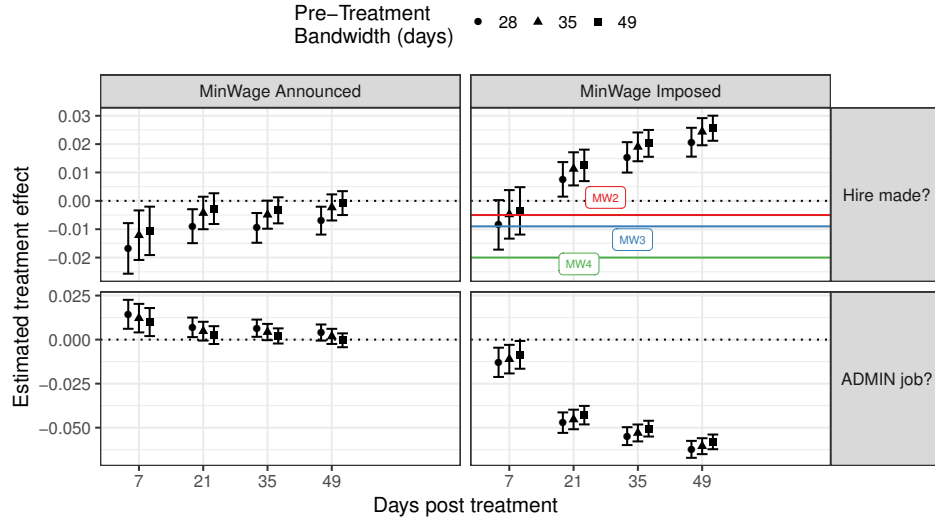 Pre−Treatment
Bandwidth (days)
28 35 49
MinWage Announced
MinWage Imposed
Estimated treatment effect
0.03
0.02
0.01
0.00
−0.01
−0.02
MW2
MW3
MW4
Hire made?
0.025
0.000
−0.025
−0.050
ADMIN job?
7 21 35 49
7 21 35 49
Days post treatment